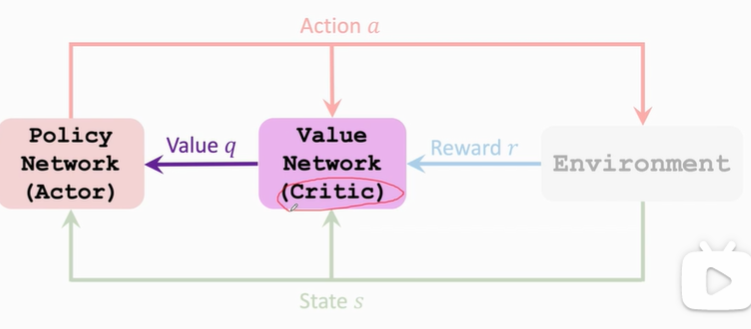 Action a
Policy
Network
(Actor)
Value q
Value
Network
(Critic)
Reward r
Environment
State s